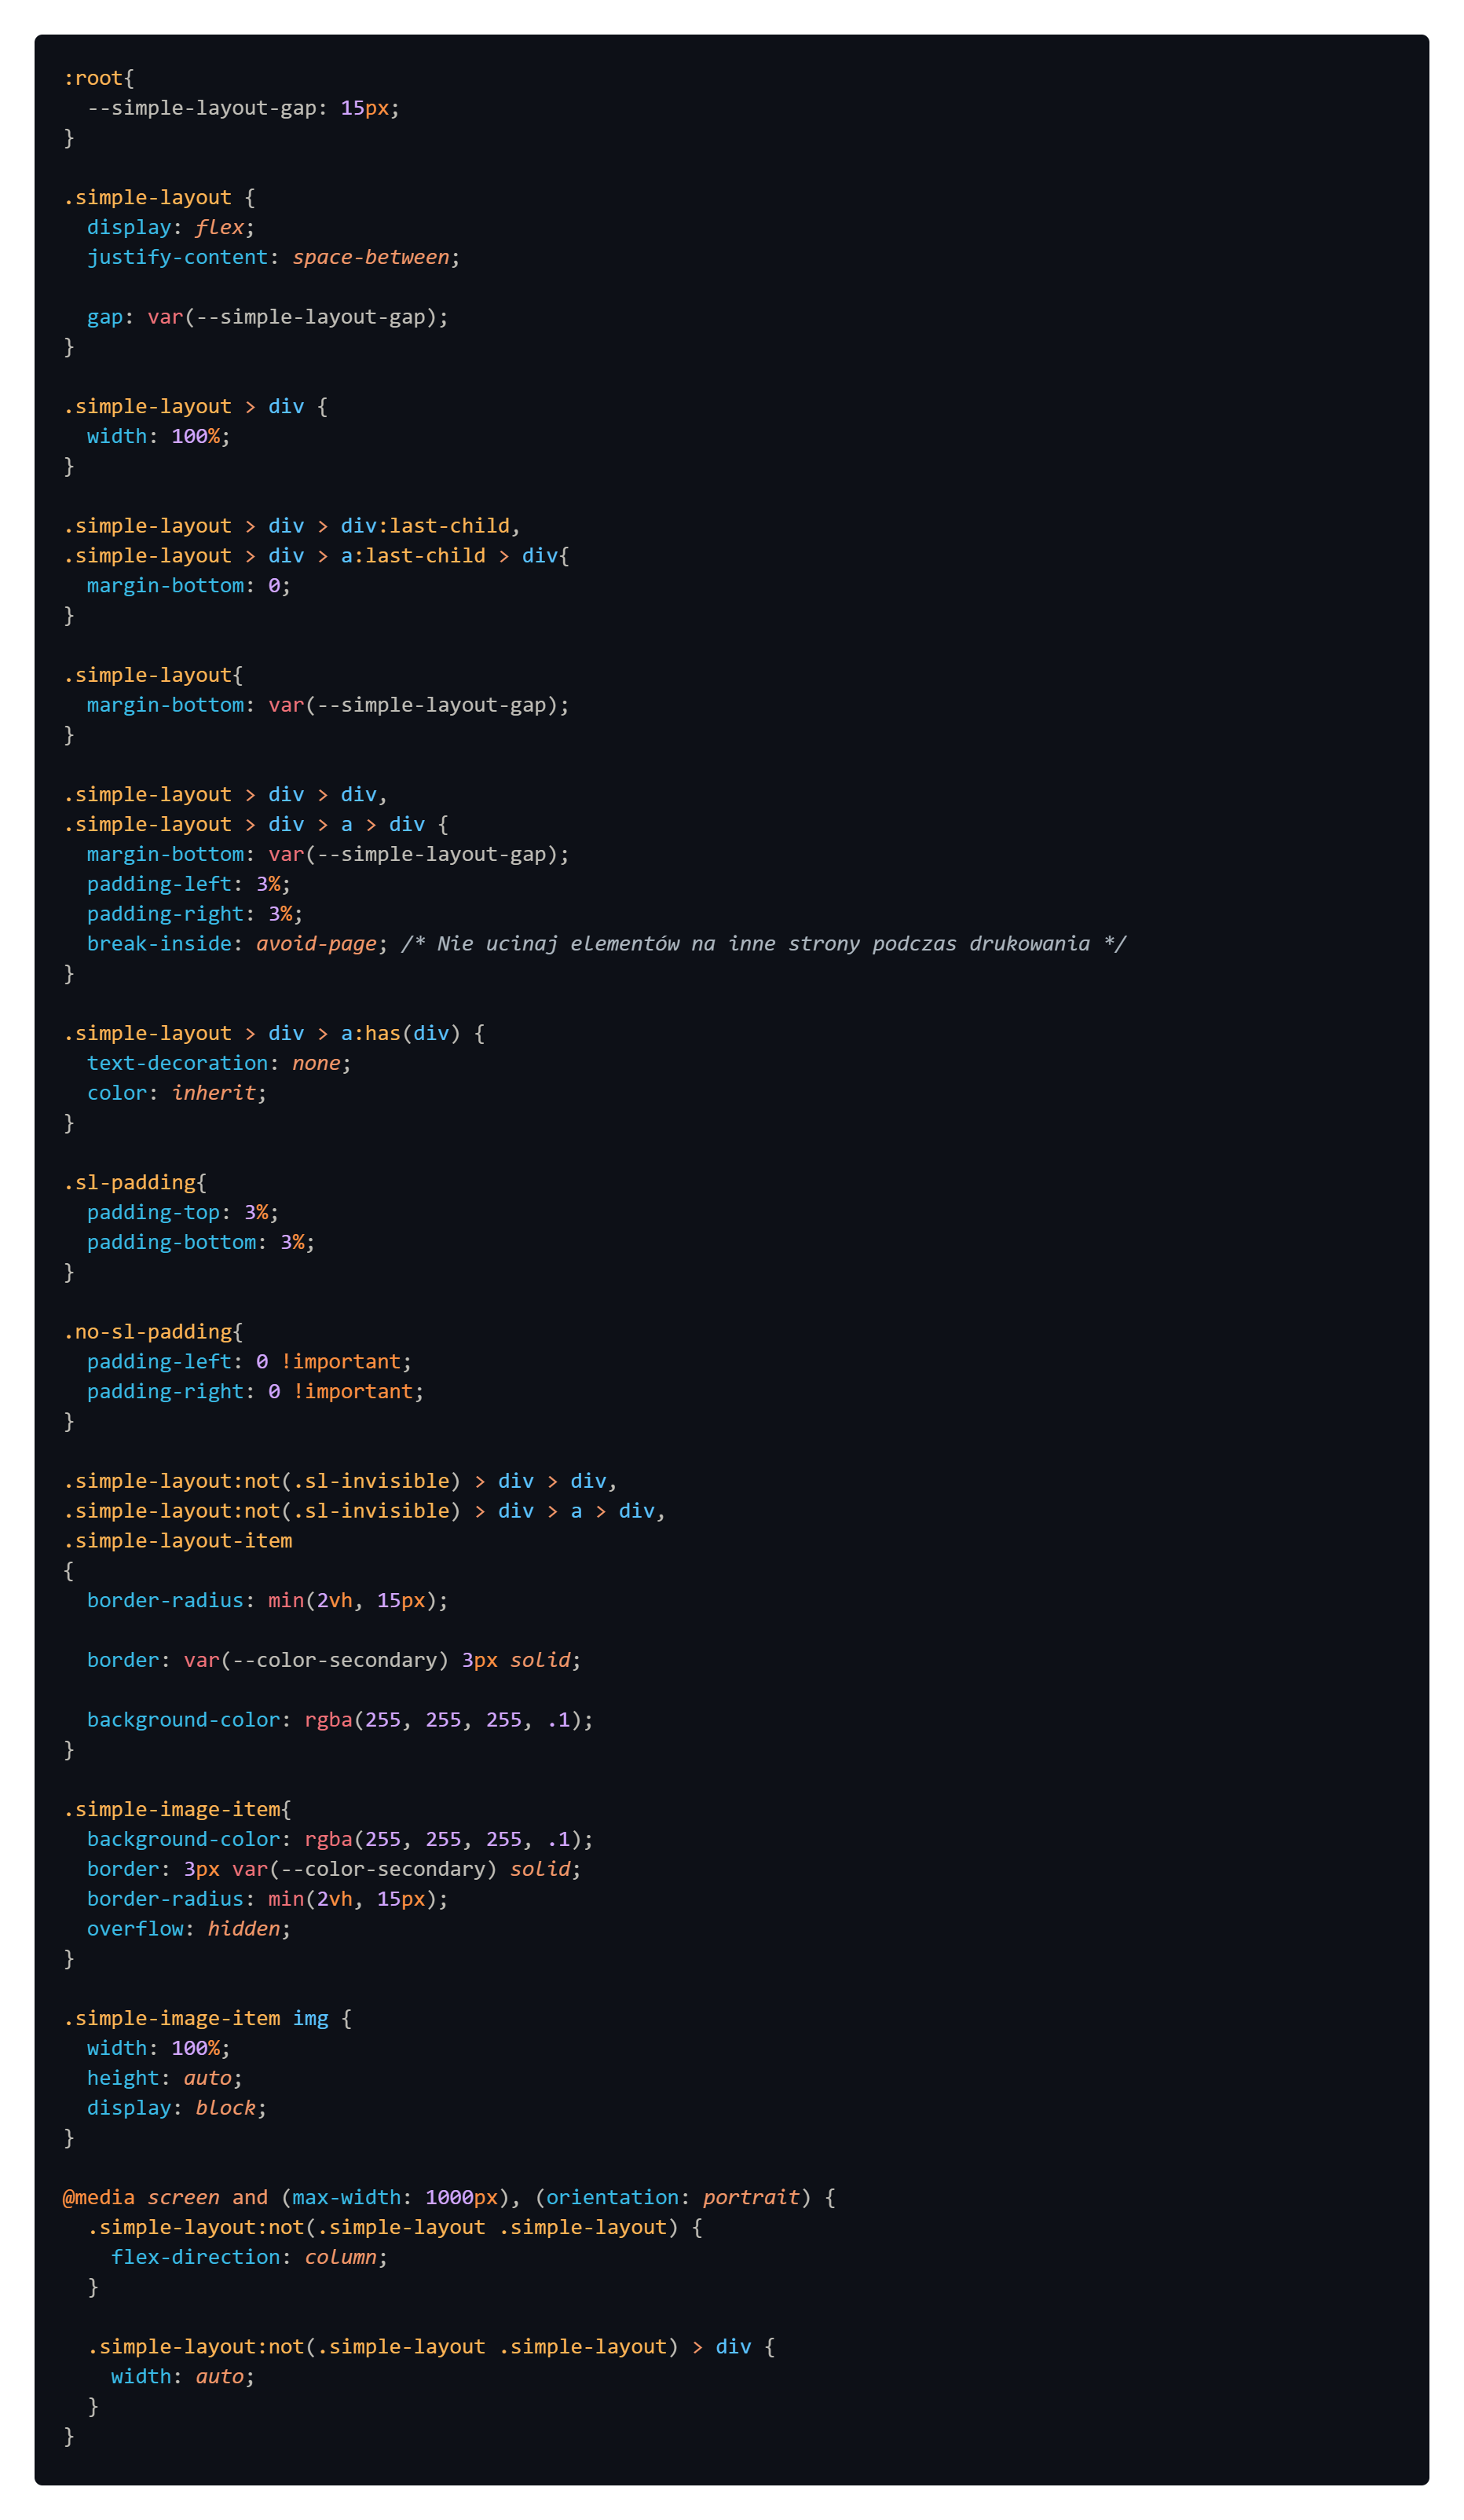 :root{
  --simple-layout-gap: 15px;
}

.simple-layout {
  display: flex;
  justify-content: space-between;

  gap: var(--simple-layout-gap);
}

.simple-layout > div {
  width: 100%;
}

.simple-layout > div > div:last-child,
.simple-layout > div > a:last-child > div{
  margin-bottom: 0;
}

.simple-layout{
  margin-bottom: var(--simple-layout-gap);
}

.simple-layout > div > div,
.simple-layout > div > a > div {
  margin-bottom: var(--simple-layout-gap);
  padding-left: 3%;
  padding-right: 3%;
  break-inside: avoid-page; /* Nie ucinaj elementów na inne strony podczas drukowania */
}

.simple-layout > div > a:has(div) {
  text-decoration: none;
  color: inherit;
}

.sl-padding{
  padding-top: 3%;
  padding-bottom: 3%;
}

.no-sl-padding{
  padding-left: 0 !important;
  padding-right: 0 !important;
}

.simple-layout:not(.sl-invisible) > div > div,
.simple-layout:not(.sl-invisible) > div > a > div,
.simple-layout-item
{
  border-radius: min(2vh, 15px);

  border: var(--color-secondary) 3px solid;

  background-color: rgba(255, 255, 255, .1);
}

.simple-image-item{
  background-color: rgba(255, 255, 255, .1);
  border: 3px var(--color-secondary) solid;
  border-radius: min(2vh, 15px);
  overflow: hidden;
}

.simple-image-item img {
  width: 100%;
  height: auto;
  display: block;
}

@media screen and (max-width: 1000px), (orientation: portrait) {
  .simple-layout:not(.simple-layout .simple-layout) {
    flex-direction: column;
  }

  .simple-layout:not(.simple-layout .simple-layout) > div {
    width: auto;
  }
}